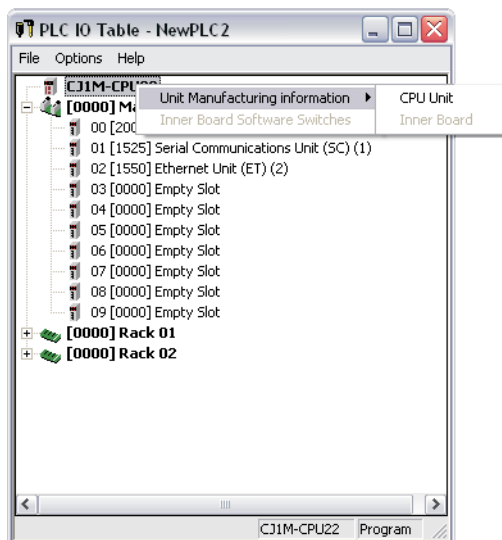 PLC IO Table - NewPLC2
File Options Help
CJ1M-CPU22
Unit Manufacturing information
CPU Unit
[0000] Ma
Inner Board Software Switches
Inner Board
00 [200
01 [1525] Serial Communications Unit (SC) (1)
02 [1550] Ethernet Unit (ET) (2)
03 [0000] Empty Slot
04 [0000] Empty Slot
05 [0000] Empty Slot
06 [0000] Empty Slot
07 [0000] Empty Slot
08 [0000] Empty Slot
09 [0000] Empty Slot
[0000] Rack 01
[0000] Rack 02
CJ1M-CPU22 Program